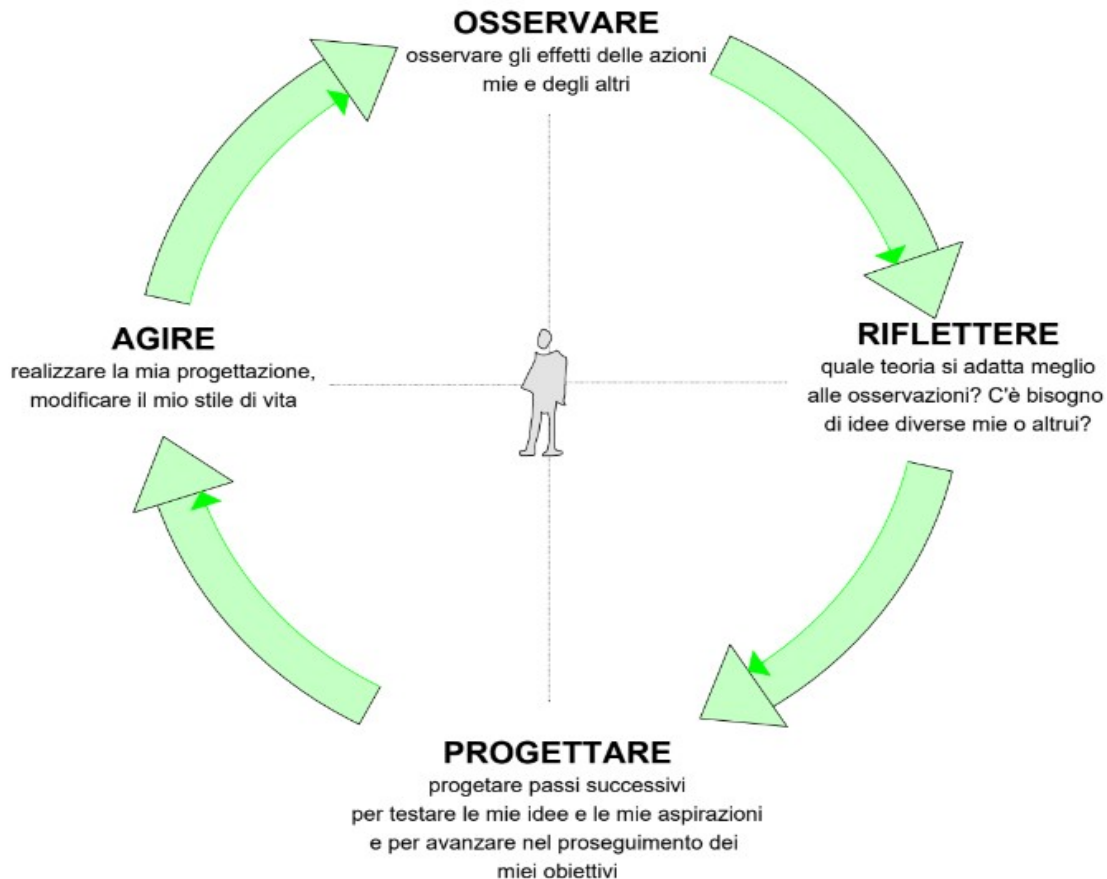 OSSERVARE
osservare gli effetti delle azioni
mie e degli altri
AGIRE
realizzare la mia progettazione,
modificare il mio stile di vita
RIFLETTERE
quale teoria si adatta meglio
alle osservazioni? C'è bisogno
di idee diverse mie o altrui?
PROGETTARE
progetare passi successivi
per testare le mie idee e le mie aspirazioni
e per avanzare nel proseguimento dei
miei obiettivi